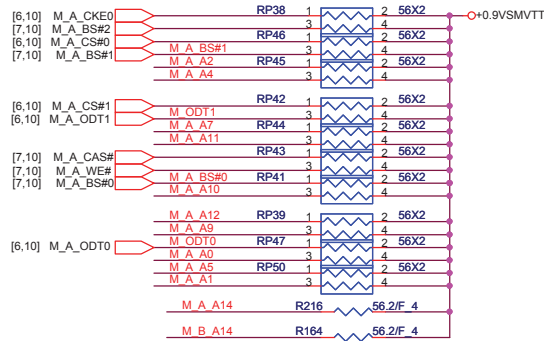 [6,10] M_A_CKE0 RP38 1 2 56X2 +0.9VSMVTT
[7,10] M_A_BS#2 3 4
[6,10] M_A_CS#0 RP46 1 2 56X2
[7,10] M_A_BS#1 M_A_BS#1 3 4
M_A_A2 RP45 1 2 56X2
M_A_A4 3 4
[6,10] M_A_CS#1 RP42 1 2 56X2
[6,10] M_A_ODT1 M_ODT1 3 4
M_A_A7 RP44 1 2 56X2
M_A_A11 3 4
[7,10] M_A_CAS# RP43 1 2 56X2
[7,10] M_A_WE# 3 4
[7,10] M_A_BS#0 M_A_BS#0 RP41 1 2 56X2
M_A_A10 3 4
M_A_A12 RP39 1 2 56X2
M_A_A9 3 4
[6,10] M_A_ODT0 M_ODT0 RP47 1 2 56X2
M_A_A0 3 4
M_A_A5 RP50 1 2 56X2
M_A_A1 3 4
M_A_A14 R216 56.2/F_4
M_B_A14 R164 56.2/F_4